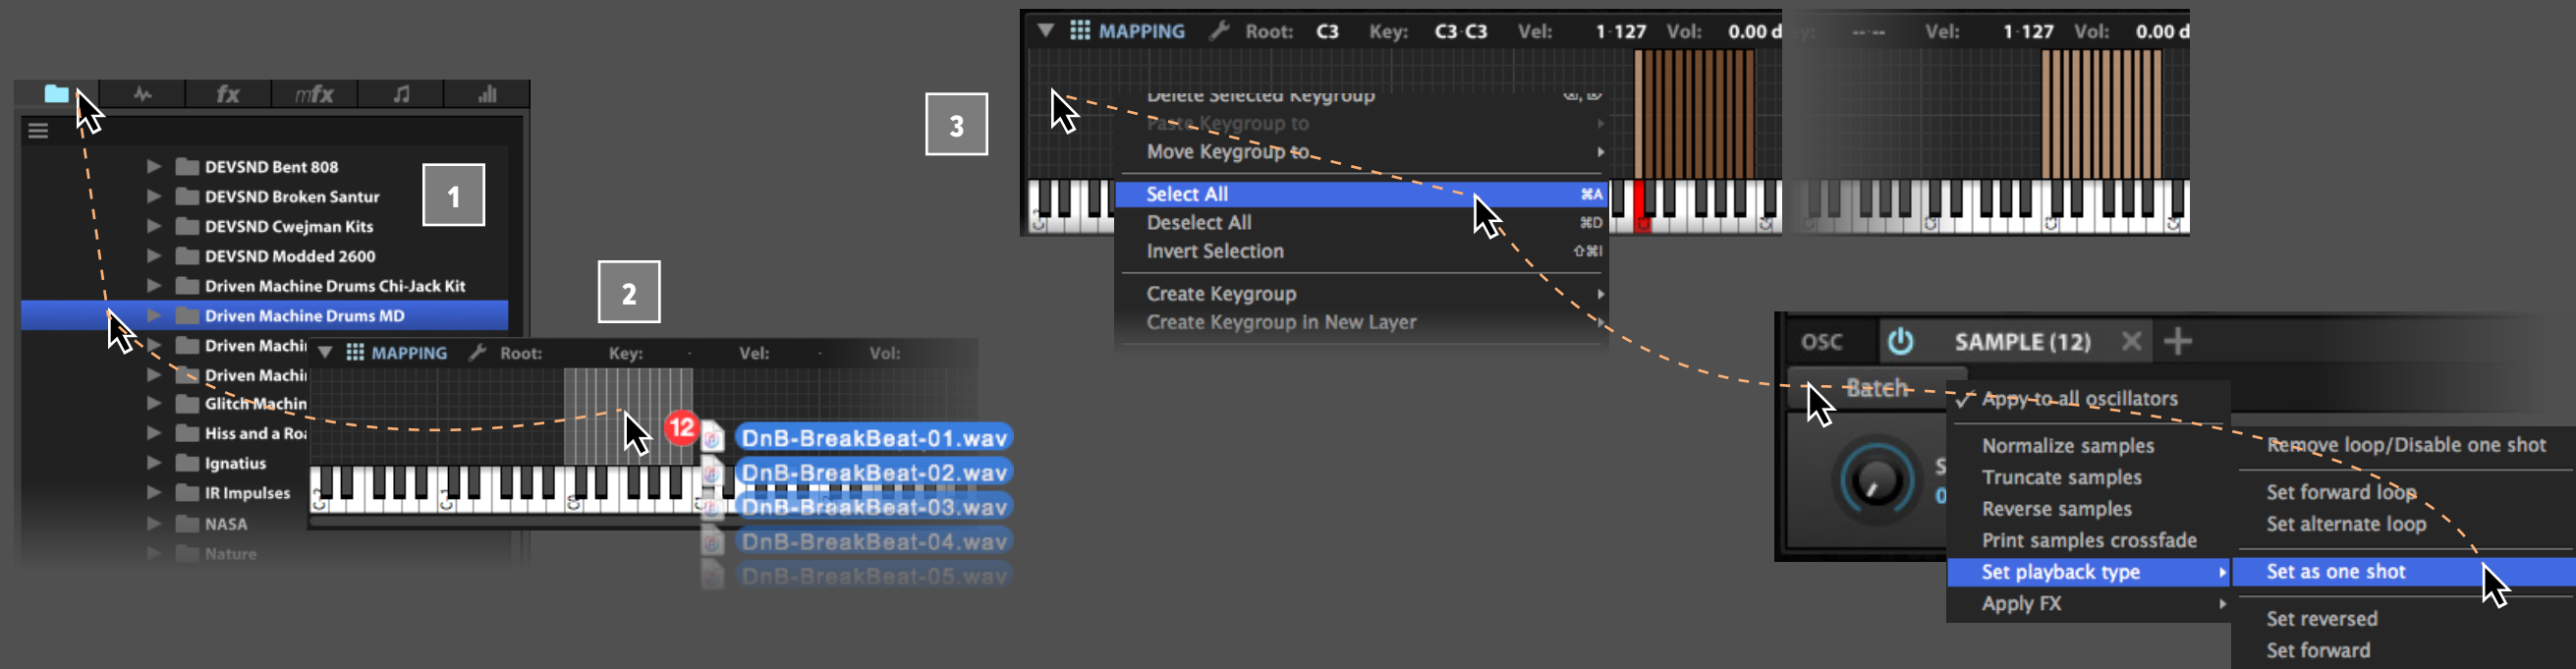 fx
mfx
1
DEVSND Bent 808
DEVSND Broken Santur
DEVSND Cwejman Kits
DEVSND Modded 2600
Driven Machine Drums Chi-Jack Kit
Driven Machine Drums MD
Driven Machi
Driven Machi
Glitch Machin
Hiss and a Roa
Ignatius
IR Impulses
NASA
Nature
2
MAPPING Root: Key: - Vel: - Vol:
12
DnB-BreakBeat-01.wav
DnB-BreakBeat-02.wav
DnB-BreakBeat-03.wav
DnB-BreakBeat-04.wav
DnB-BreakBeat-05.wav
C-1 C0
3
MAPPING Root: C3 Key: C3-C3 Vel: 1-127 Vol: 0.00 d
Delete Selected Keygroup
Paste Keygroup to
Move Keygroup to
Select All ⌘A
Deselect All ⌘D
Invert Selection ⇧⌘I
Create Keygroup
Create Keygroup in New Layer
y: --·-- Vel: 1-127 Vol: 0.00 d
OSC SAMPLE (12)
Batch
S
0
Appy to all oscillators
Normalize samples
Truncate samples
Reverse samples
Print samples crossfade
Set playback type
Apply FX
Remove loop/Disable one shot
Set forward loop
Set alternate loop
Set as one shot
Set reversed
Set forward